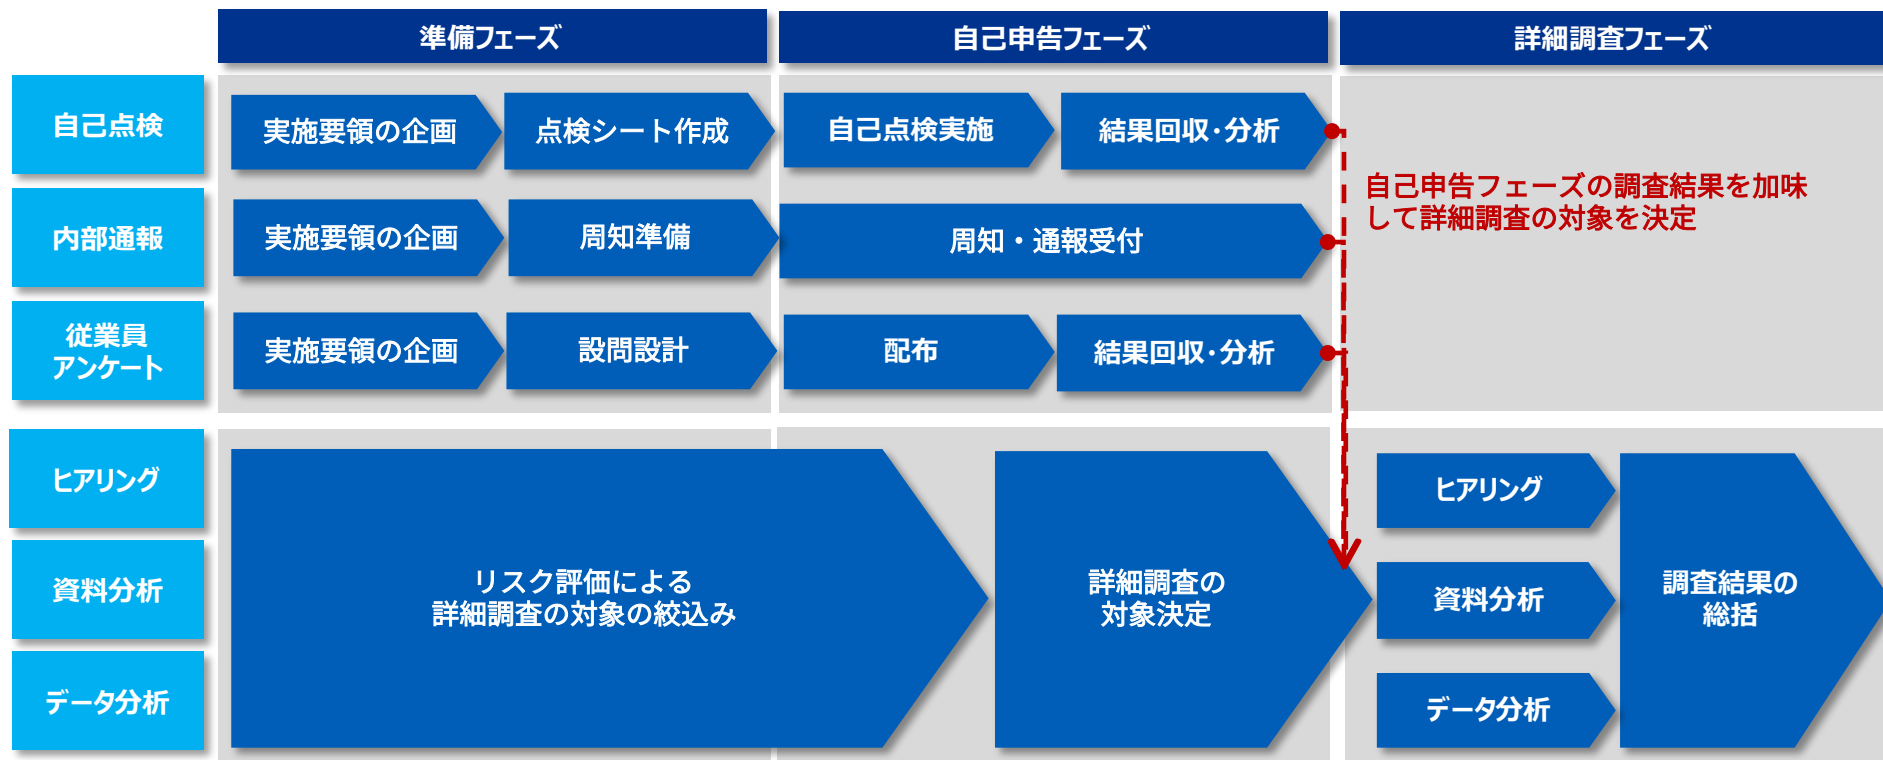 準備フェーズ
自己申告フェーズ
詳細調査フェーズ
自己点検
実施要領の企画
点検シート作成
自己点検実施
結果回収・分析
自己申告フェーズの調査結果を加味
して詳細調査の対象を決定
内部通報
実施要領の企画
周知準備
周知・通報受付
従業員
アンケート
実施要領の企画
設問設計
配布
結果回収・分析
ヒアリング
資料分析
データ分析
リスク評価による
詳細調査の対象の絞込み
詳細調査の
対象決定
ヒアリング
資料分析
データ分析
調査結果の
総括